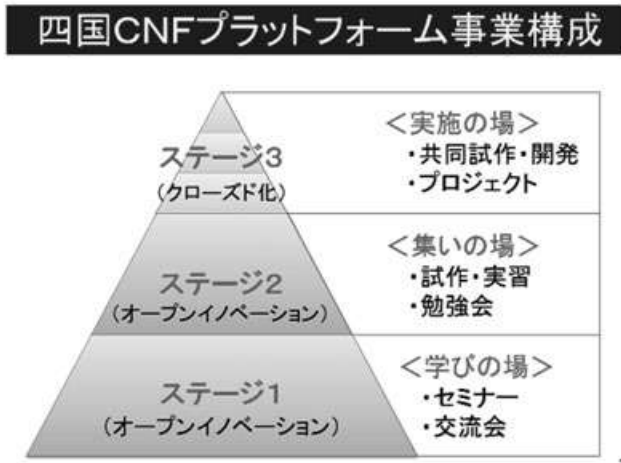 四国CNFプラットフォーム事業構成
ステージ3
(クローズド化)
＜実施の場＞
・共同試作・開発
・プロジェクト
ステージ2
(オープンイノベーション)
＜集いの場＞
・試作・実習
・勉強会
ステージ1
(オープンイノベーション)
＜学びの場＞
・セミナー
・交流会